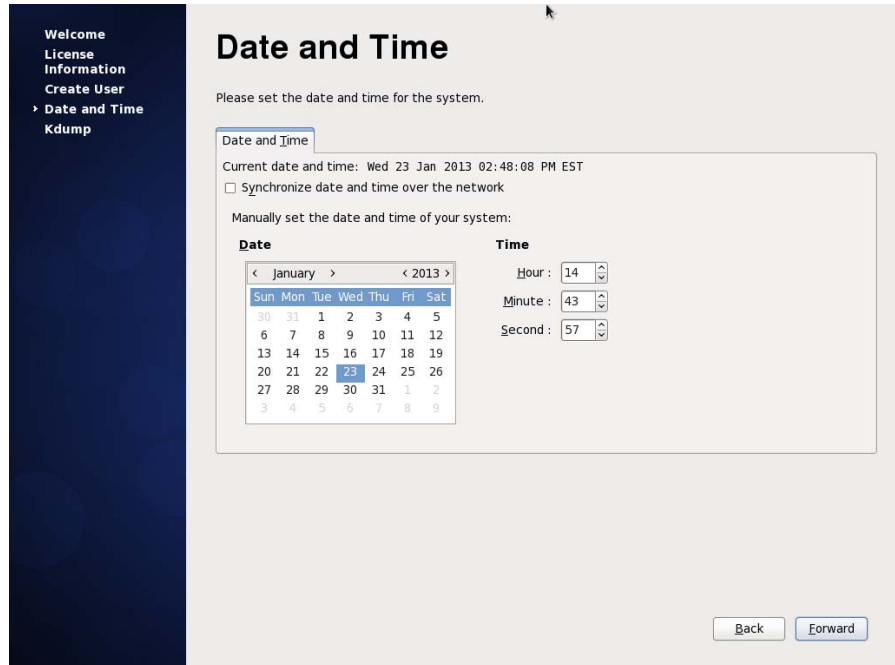 Welcome
License
Information
Create User
Date and Time
Kdump
Date and Time
Please set the date and time for the system.
Date and Time
Current date and time: Wed 23 Jan 2013 02:48:08 PM EST
Synchronize date and time over the network
Manually set the date and time of your system:
Date
< January > < 2013 >
Sun Mon Tue Wed Thu Fri Sat
30 31 1 2 3 4 5
6 7 8 9 10 11 12
13 14 15 16 17 18 19
20 21 22 23 24 25 26
27 28 29 30 31 1 2
3 4 5 6 7 8 9
Time
Hour : 14
Minute : 43
Second : 57
Back
Forward